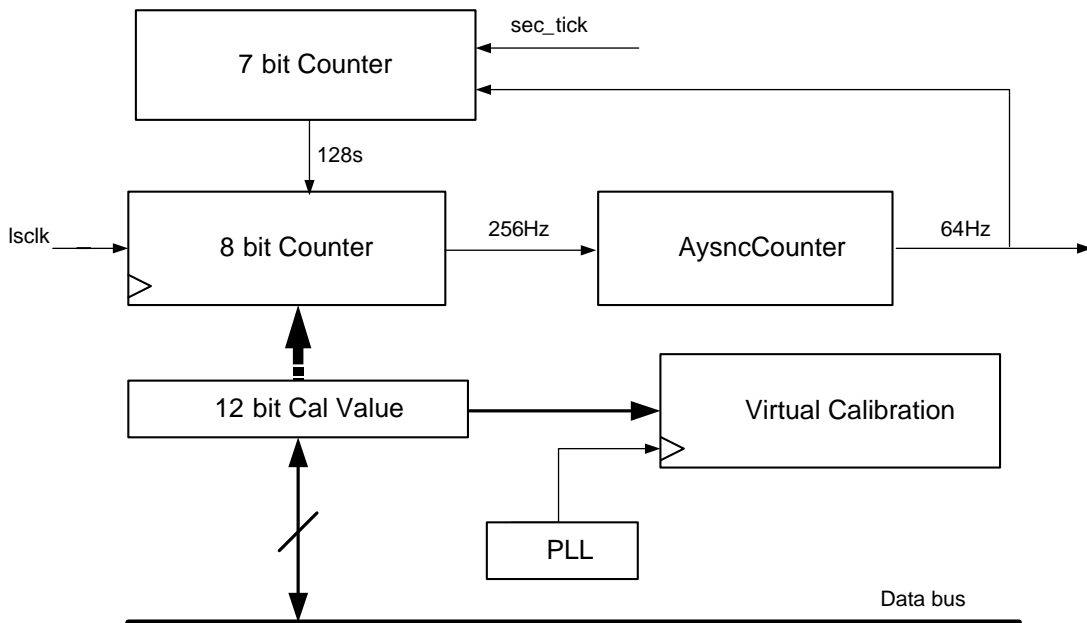 sec_tick
7 bit Counter
128s
lsclk
8 bit Counter
256Hz
AysncCounter
64Hz
12 bit Cal Value
Virtual Calibration
PLL
Data bus